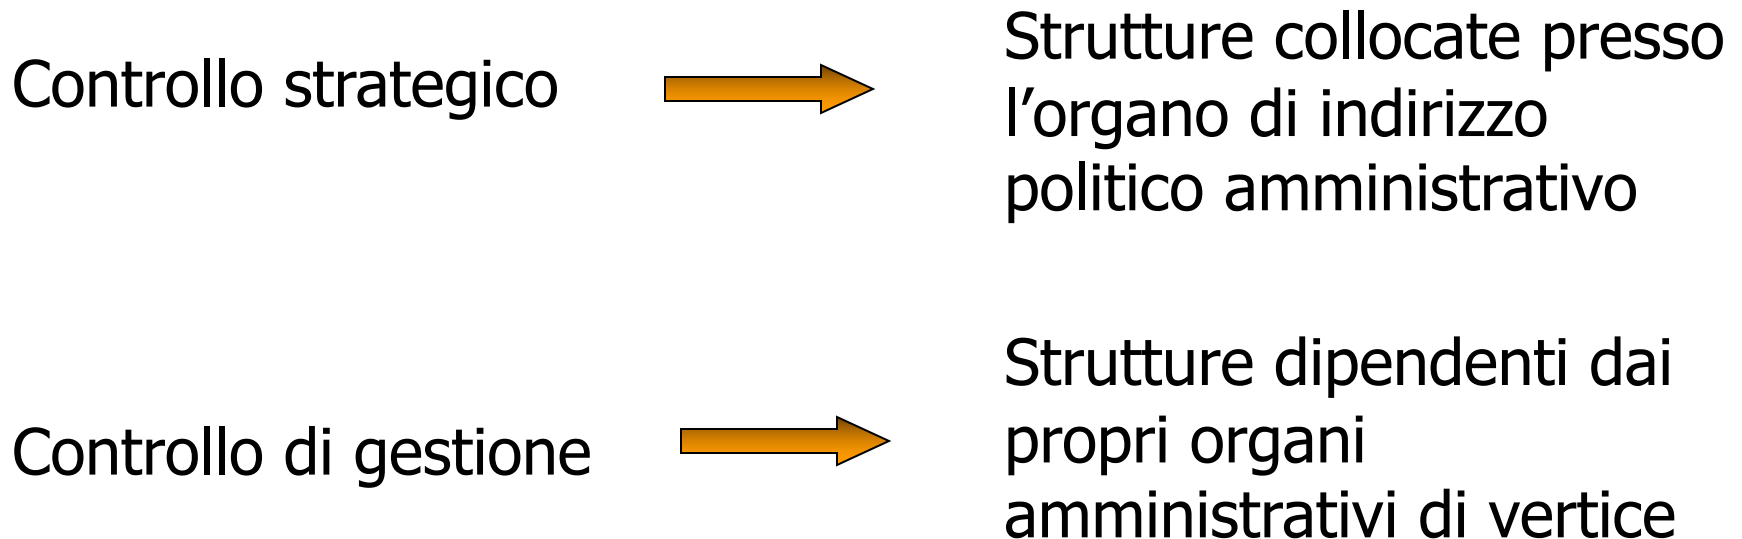 Controllo strategico
Strutture collocate presso
l’organo di indirizzo
politico amministrativo
Controllo di gestione
Strutture dipendenti dai
propri organi
amministrativi di vertice